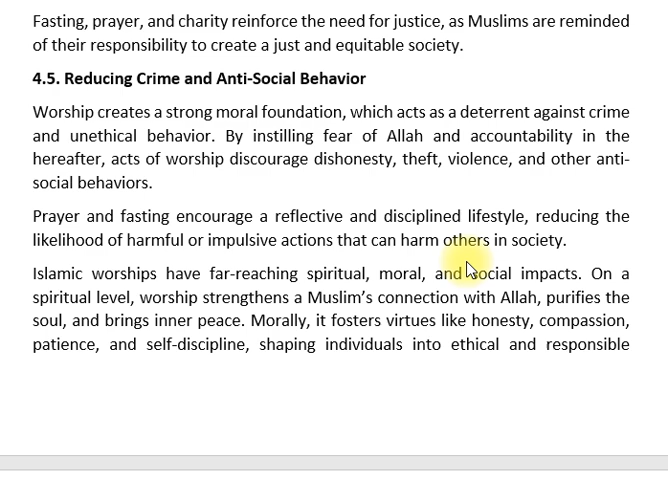 Fasting, prayer, and charity reinforce the need for justice, as Muslims are reminded
of their responsibility to create a just and equitable society.
4.5. Reducing Crime and Anti-Social Behavior
Worship creates a strong moral foundation, which acts as a deterrent against crime
and unethical behavior. By instilling fear of Allah and accountability in the
hereafter, acts of worship discourage dishonesty, theft, violence, and other anti-
social behaviors.
Prayer and fasting encourage a reflective and disciplined lifestyle, reducing the
likelihood of harmful or impulsive actions that can harm others in society.
Islamic worships have far-reaching spiritual, moral, and social impacts. On a
spiritual level, worship strengthens a Muslim’s connection with Allah, purifies the
soul, and brings inner peace. Morally, it fosters virtues like honesty, compassion,
patience, and self-discipline, shaping individuals into ethical and responsible